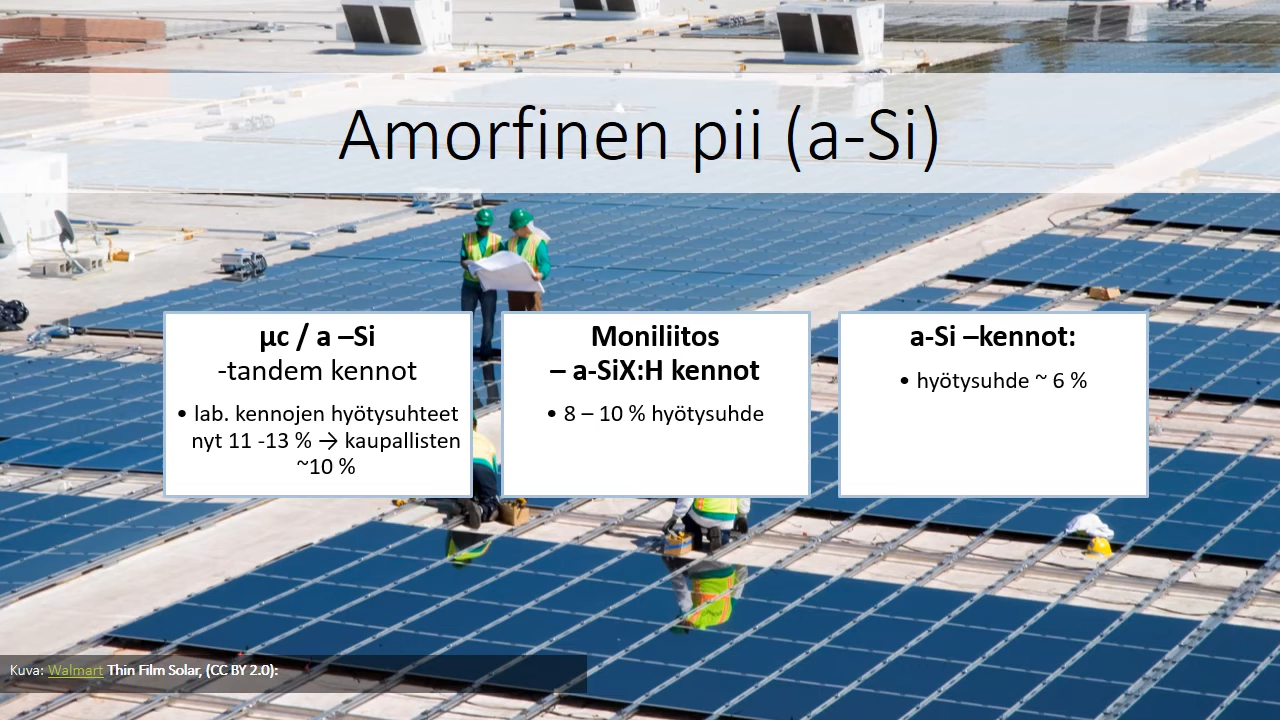 Amorfinen pii (a-Si)
µc / a –Si
-tandem kennot
• lab. kennojen hyötysuhteet
nyt 11 -13 % → kaupallisten
~10 %
Moniliitos
– a-SiX:H kennot
• 8 – 10 % hyötysuhde
a-Si –kennot:
• hyötysuhde ~ 6 %
Kuva: Walmart Thin Film Solar, (CC BY 2.0):